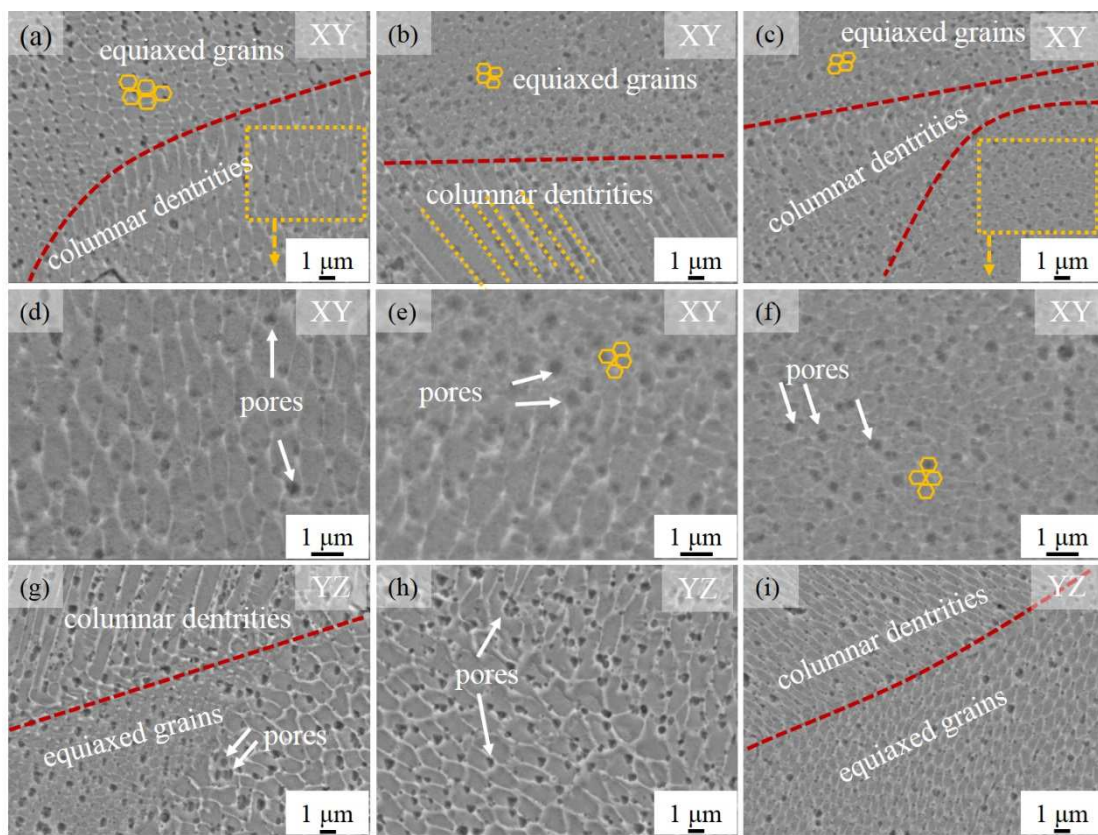 (a)
XY
equiaxed grains
columnar dentrities
1 μm
(b)
XY
equiaxed grains
columnar dentrities
1 μm
(c)
XY
equiaxed grains
columnar dentrities
1 μm
(d)
XY
pores
1 μm
(e)
XY
pores
1 μm
(f)
XY
pores
1 μm
(g)
YZ
columnar dentrities
equiaxed grains
pores
1 μm
(h)
YZ
pores
1 μm
(i)
YZ
columnar dentrities
equiaxed grains
1 μm